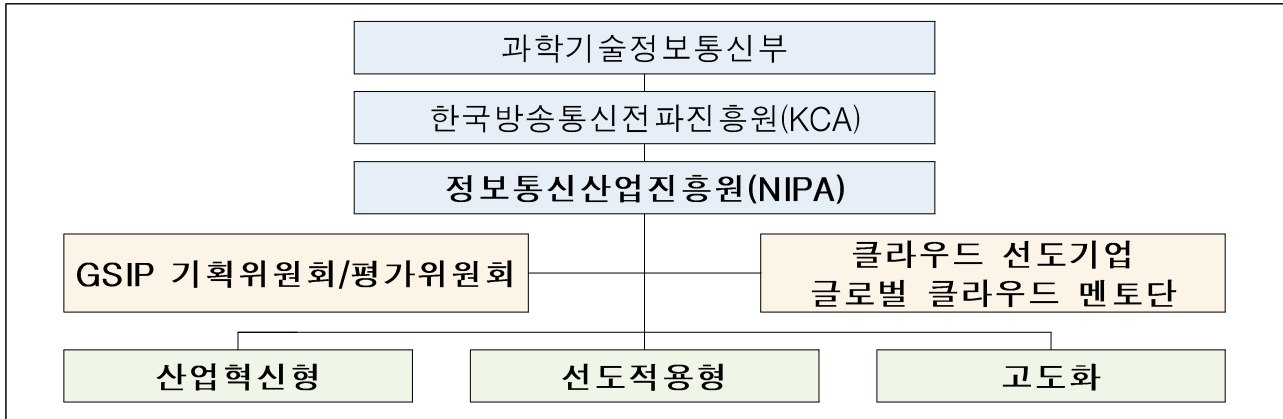 과학기술정보통신부
한국방송통신전파진흥원(KCA)
정보통신산업진흥원(NIPA)
GSIP 기획위원회/평가위원회
클라우드 선도기업
글로벌 클라우드 멘토단
산업혁신형
선도적용형
고도화